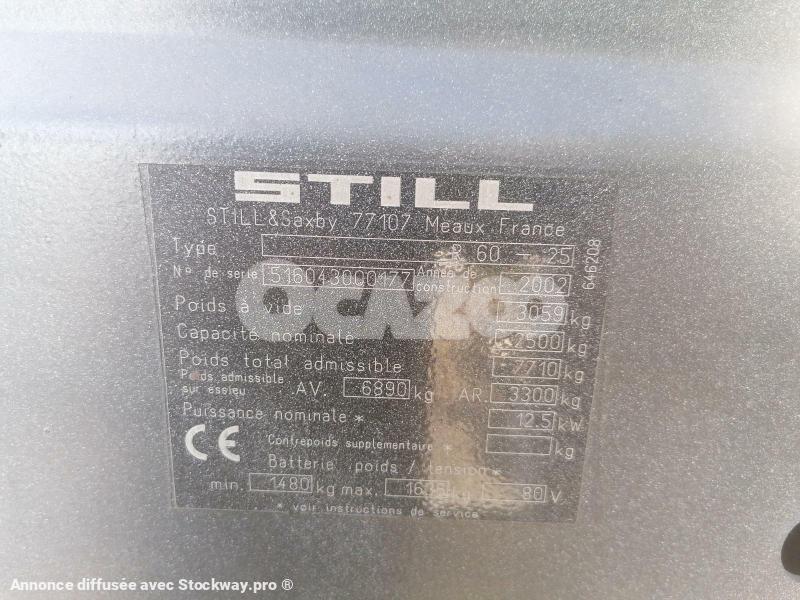 STILL
STILL&Saxby 77107 Meaux France
Type R 60 - 25
N° de serie 516043000177 Année de construction 2002
646208
Poids à vide 3059 kg
Capacité nominale 2500 kg
Poids total admissible 7710 kg
Poids admissible sur essieu AV. 6890 kg AR. 3300 kg
Puissance nominale * 12.5 kW
CE Contrepoids supplementaire * kg
Batterie poids / tension *
min. 1480 kg max. kg 80 V
* voir instructions de service
OCAZOO
Annonce diffusée avec Stockway.pro ®